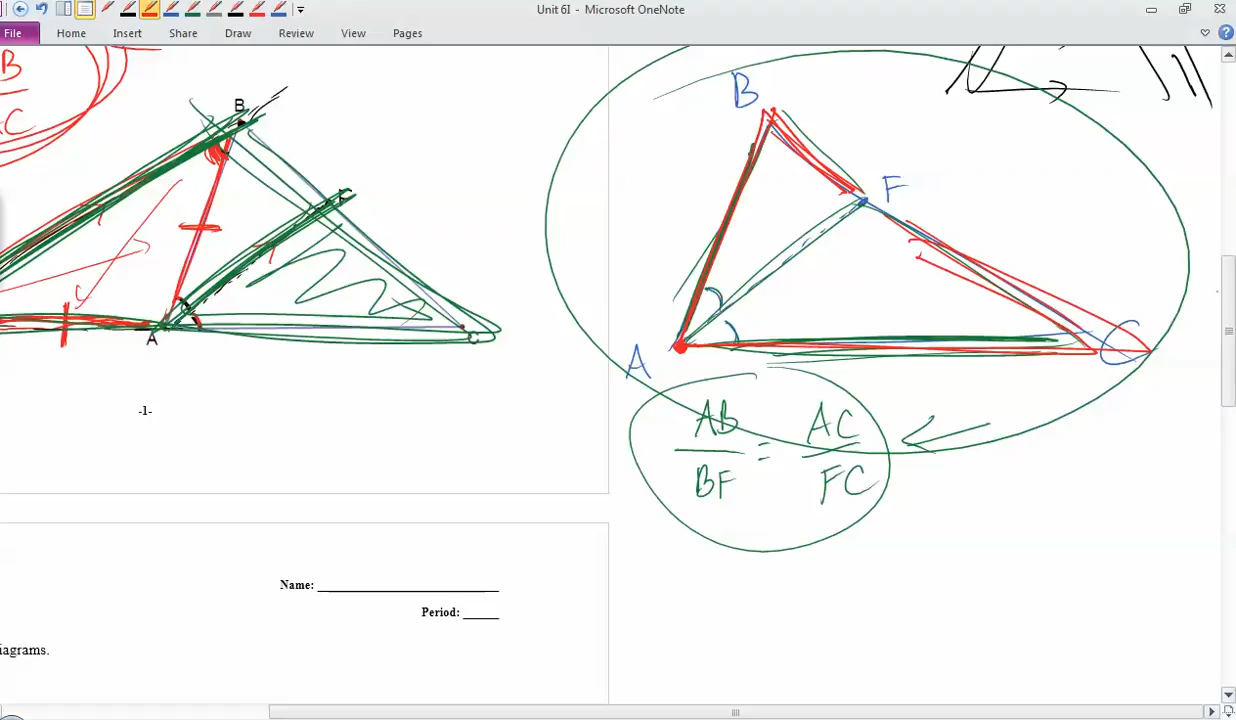 Unit 6I - Microsoft OneNote
File Home Insert Share Draw Review View Pages
B
C
B
F
A
C
-1-
B
F
A
C
AB = AC
BF FC
Name:
Period:
iagrams.